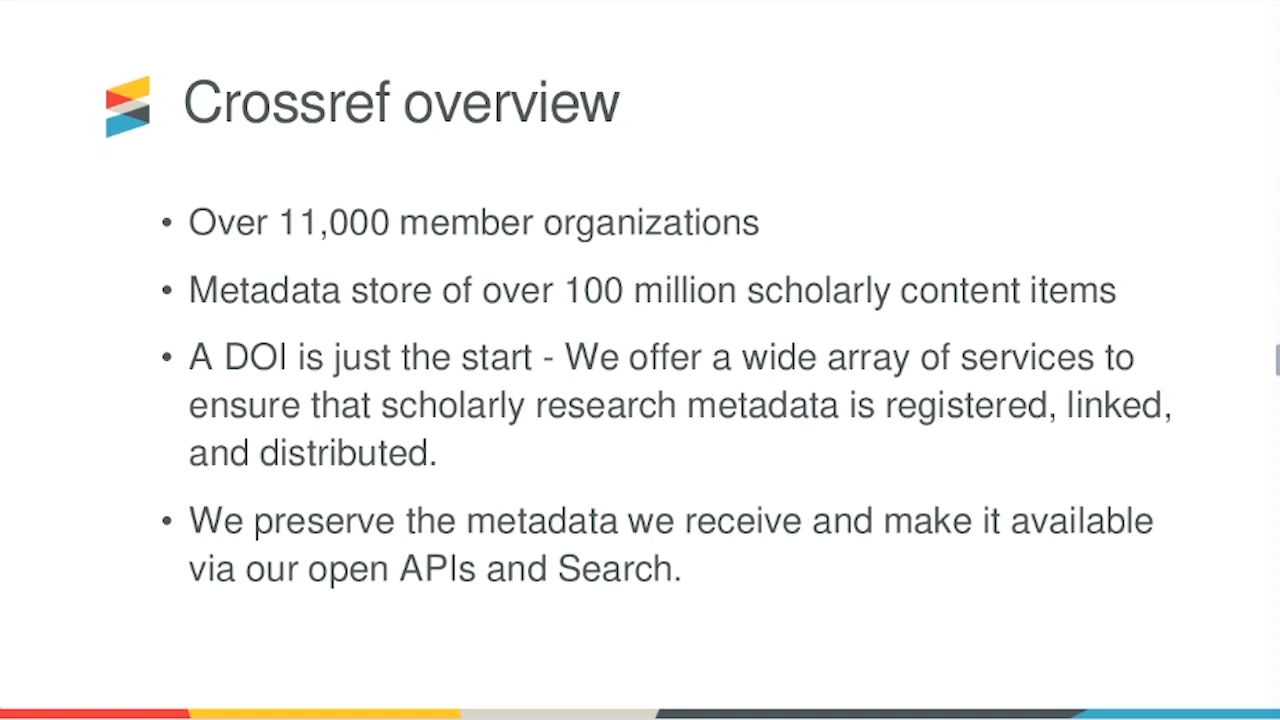 Crossref overview
• Over 11,000 member organizations
• Metadata store of over 100 million scholarly content items
• A DOI is just the start - We offer a wide array of services to
ensure that scholarly research metadata is registered, linked,
and distributed.
• We preserve the metadata we receive and make it available
via our open APIs and Search.